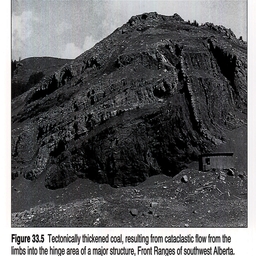 Figure 33.5 Tectonically thickened coal, resulting from cataclastic flow from the
limbs into the hinge area of a major structure, Front Ranges of southwest Alberta.